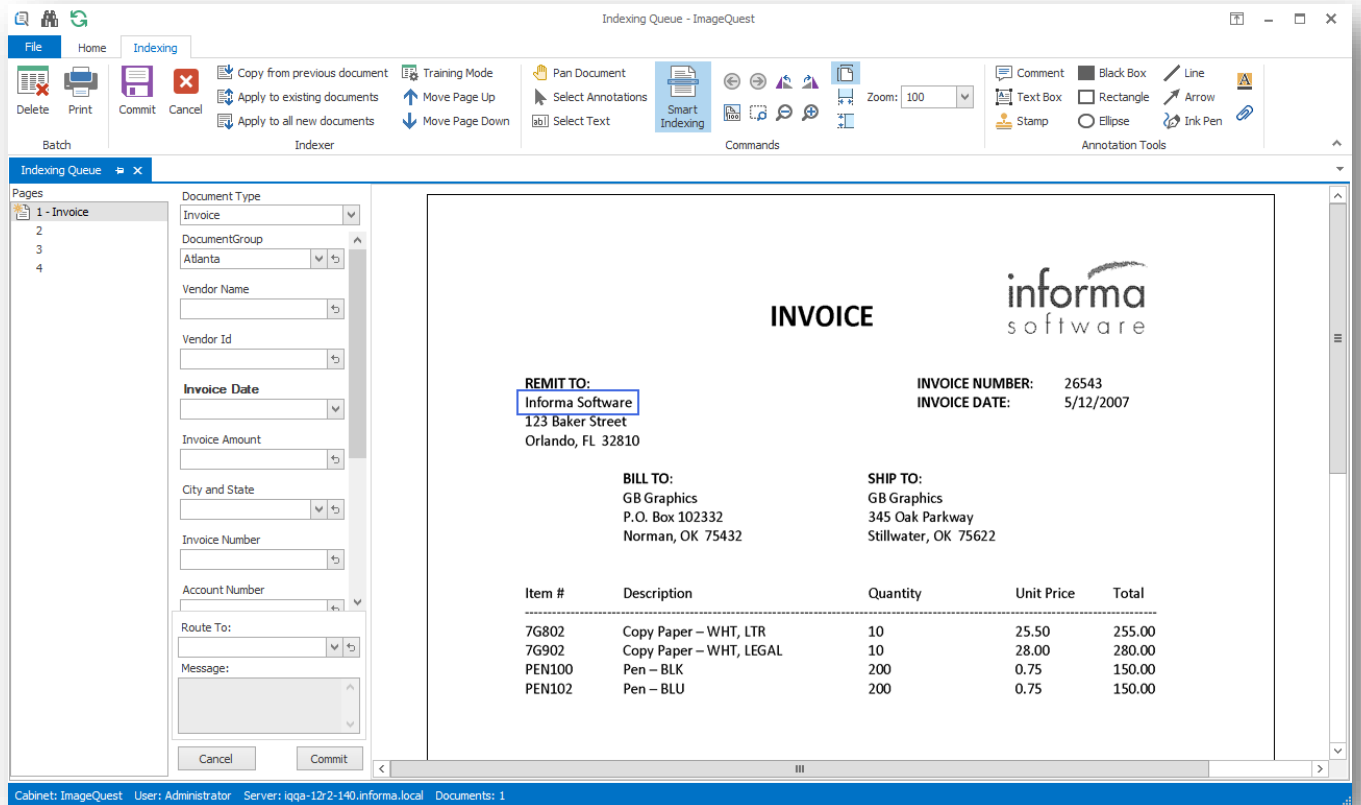 Indexing Queue - ImageQuest
File Home Indexing
Delete Print Commit Cancel
Copy from previous document
Apply to existing documents
Apply to all new documents
Training Mode
Move Page Up
Move Page Down
Pan Document
Select Annotations
Select Text
Smart Indexing
Zoom: 100
Comment Black Box Line
Text Box Rectangle Arrow
Stamp Ellipse Ink Pen
Batch Indexer Commands Annotation Tools
Indexing Queue
Pages
1 - Invoice
2
3
4
Document Type
Invoice
DocumentGroup
Atlanta
Vendor Name
Vendor Id
Invoice Date
Invoice Amount
City and State
Invoice Number
Account Number
Route To:
Message:
Cancel Commit
informa
software
INVOICE
REMIT TO:
Informa Software
123 Baker Street
Orlando, FL 32810
INVOICE NUMBER: 26543
INVOICE DATE: 5/12/2007
BILL TO:
GB Graphics
P.O. Box 102332
Norman, OK 75432
SHIP TO:
GB Graphics
345 Oak Parkway
Stillwater, OK 75622
Item # Description Quantity Unit Price Total
7G802 Copy Paper – WHT, LTR 10 25.50 255.00
7G902 Copy Paper – WHT, LEGAL 10 28.00 280.00
PEN100 Pen – BLK 200 0.75 150.00
PEN102 Pen – BLU 200 0.75 150.00
Cabinet: ImageQuest User: Administrator Server: iqqa-12r2-140.informa.local Documents: 1